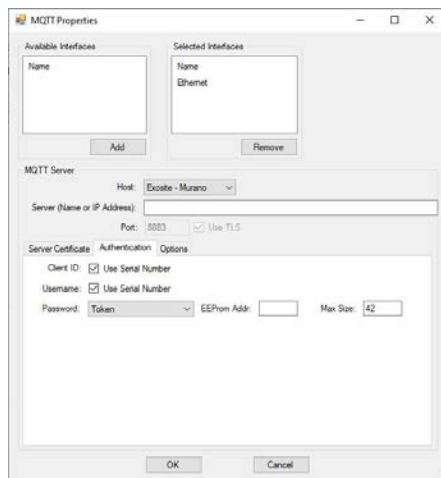 MQTT Properties
Available Interfaces
Selected Interfaces
Name
Name
Ethernet
Add
Remove
MQTT Server
Host: Exosite - Murano
Server (Name or IP Address):
Port: 8883 Use TLS
Server Certificate Authentication Options
Client ID: Use Serial Number
Username: Use Serial Number
Password: Token EEProm Addr: Max Size: 42
OK Cancel